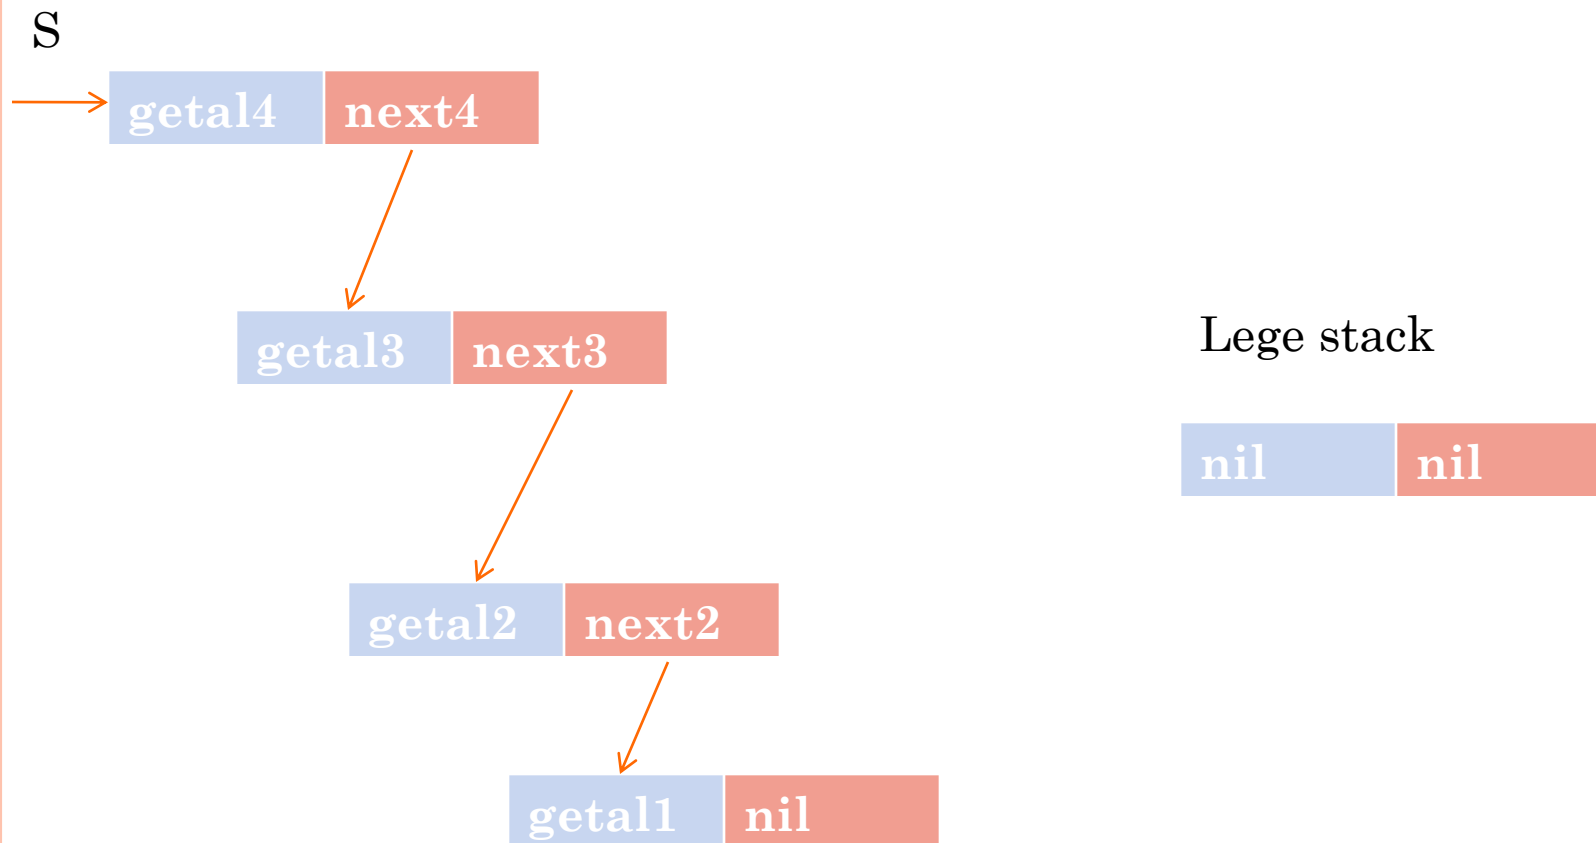 S
getal4 next4
getal3 next3
Lege stack
nil nil
getal2 next2
getal1 nil